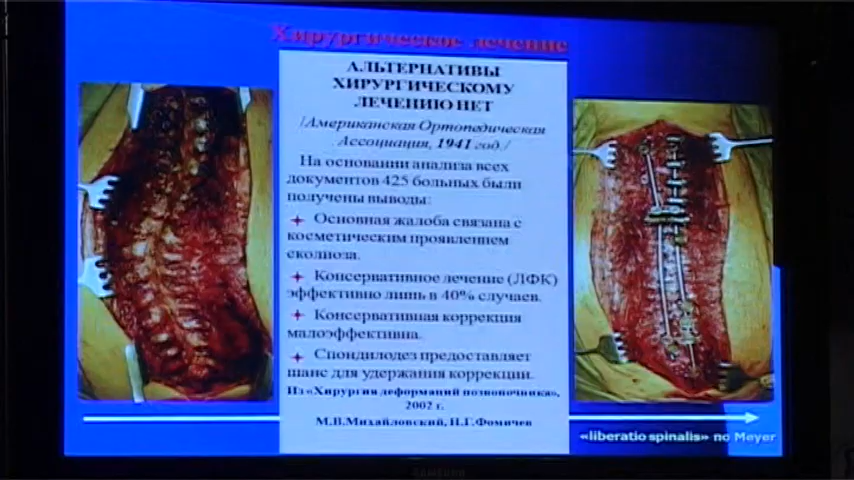 Хирургическое лечение
АЛЬТЕРНАТИВЫ
ХИРУРГИЧЕСКОМУ
ЛЕЧЕНИЮ НЕТ
/Американская Ортопедическая
Ассоциация, 1941 год./
На основании анализа всех
документов 425 больных были
получены выводы:
Основная жалоба связана с
косметическим проявлением
сколиоза.
Консервативное лечение (ЛФК)
эффективно лишь в 40% случаев.
Консервативная коррекция
малоэффективна.
Спондилодез предоставляет
шанс для удержания коррекции.
Из «Хирургия деформаций позвоночника»,
2002 г.
М.В.Михайловский, Н.Г.Фомичев
«liberatio spinalis» по Meyer
SAMSUNG